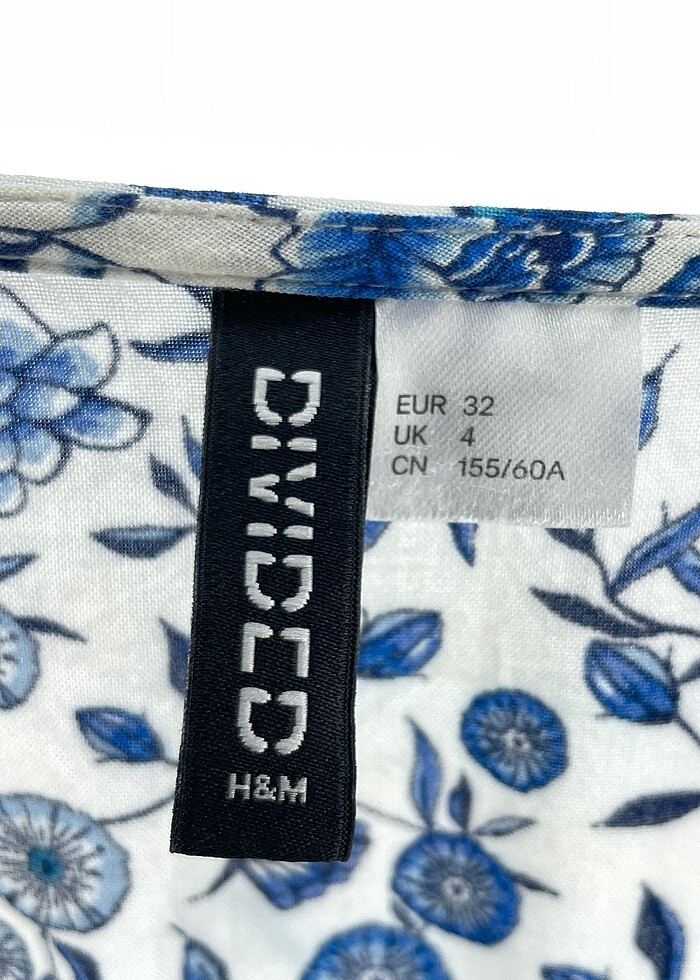 DIVIDED
H&M
EUR 32
UK 4
CN 155/60A